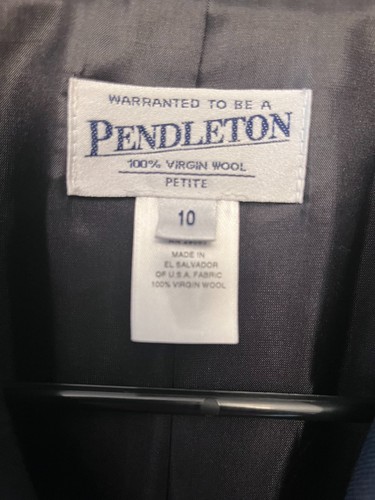 WARRANTED TO BE A
PENDLETON
100% VIRGIN WOOL
PETITE
10
MADE IN
EL SALVADOR
OF U.S.A. FABRIC
100% VIRGIN WOOL